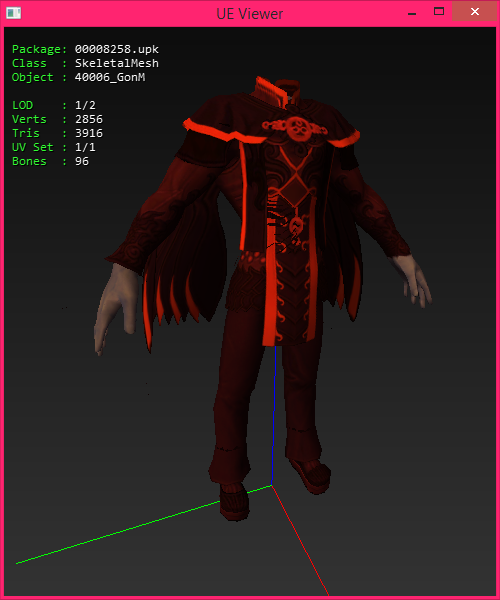 UE Viewer
Package: 00008258.upk
Class : SkeletalMesh
Object : 40006_GonM
LOD : 1/2
Verts : 2856
Tris : 3916
UV Set : 1/1
Bones : 96